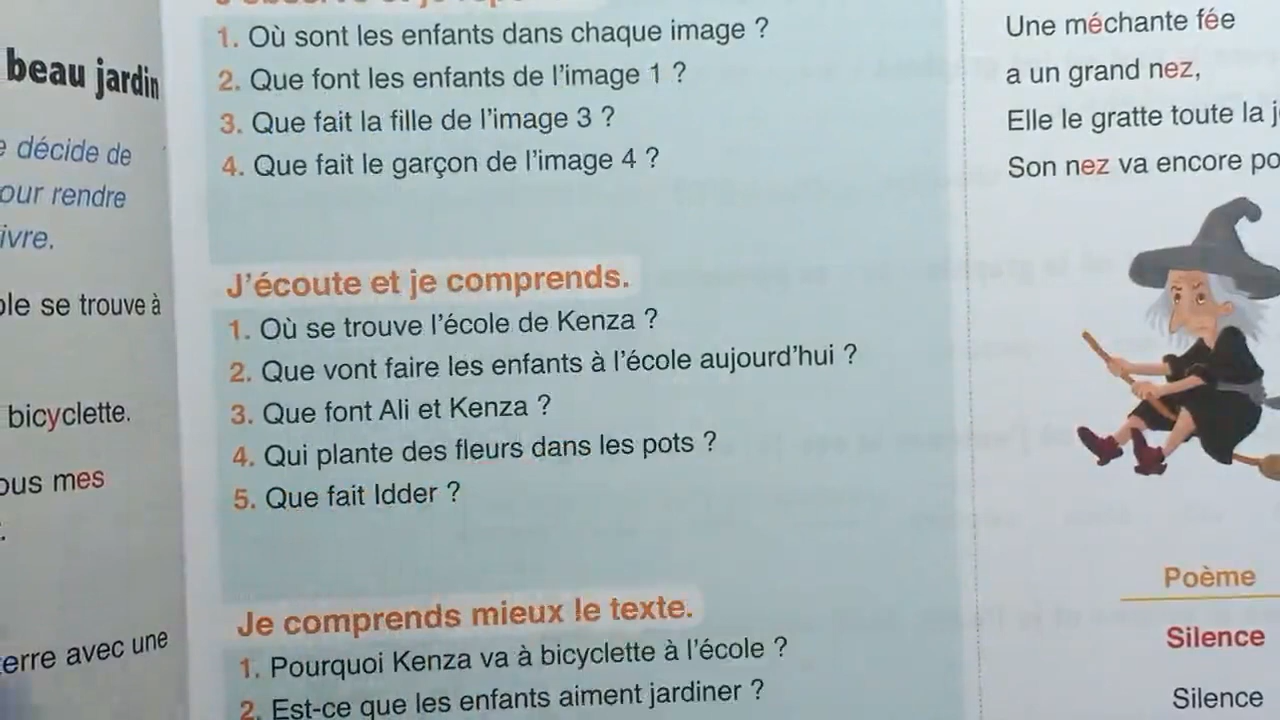 beau jardin
décide de
our rendre
ivre.
se trouve à
bicyclette.
mes
.
erre avec une
1. Où sont les enfants dans chaque image ?
2. Que font les enfants de l'image 1 ?
3. Que fait la fille de l'image 3 ?
4. Que fait le garçon de l'image 4 ?
J'écoute et je comprends.
1. Où se trouve l'école de Kenza ?
2. Que vont faire les enfants à l'école aujourd'hui ?
3. Que font Ali et Kenza ?
4. Qui plante des fleurs dans les pots ?
5. Que fait Idder ?
Je comprends mieux le texte.
1. Pourquoi Kenza va à bicyclette à l'école ?
2. Est-ce que les enfants aiment jardiner ?
Une méchante fée
a un grand nez,
Elle le gratte toute la
Son nez va encore
Poème
Silence
Silence